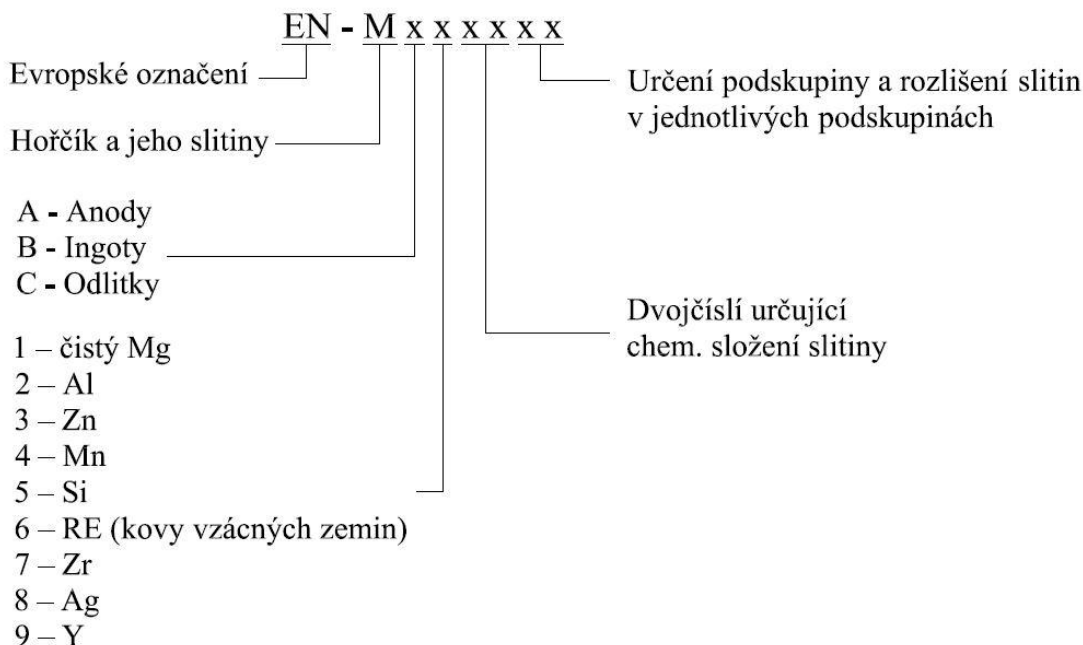 EN - M x x x x x x
Evropské označení
Určení podskupiny a rozlišení slitin
v jednotlivých podskupinách
Hořčík a jeho slitiny
A - Anody
B - Ingoty
C - Odlitky
Dvojčíslí určující
chem. složení slitiny
1 – čistý Mg
2 – Al
3 – Zn
4 – Mn
5 – Si
6 – RE (kovy vzácných zemin)
7 – Zr
8 – Ag
9 – Y